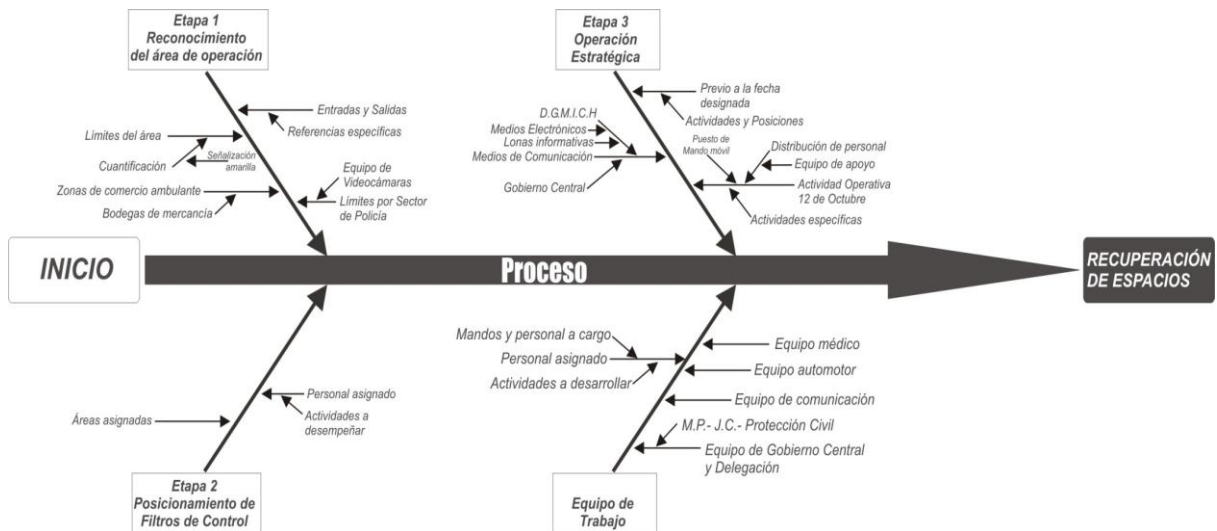 Etapa 1
Reconocimiento
del área de operación
Entradas y Salidas
Referencias específicas
Límites del área
Cuantificación
Señalización
amarilla
Zonas de comercio ambulante
Bodegas de mercancía
Equipo de
Videocámaras
Límites por Sector
de Policía
Etapa 3
Operación
Estratégica
Previo a la fecha
designada
Actividades y Posiciones
D.G.M.I.C.H
Medios Electrónicos
Lonas informativas
Medios de Comunicación
Gobierno Central
Puesto de
Mando móvil
Distribución de personal
Equipo de apoyo
Actividad Operativa
12 de Octubre
Actividades específicas
INICIO
Proceso
RECUPERACIÓN
DE ESPACIOS
Áreas asignadas
Personal asignado
Actividades a
desempeñar
Etapa 2
Posicionamiento de
Filtros de Control
Mandos y personal a cargo
Personal asignado
Actividades a desarrollar
Equipo médico
Equipo automotor
Equipo de comunicación
M.P.- J.C.- Protección Civil
Equipo de Gobierno Central
y Delegación
Equipo de
Trabajo